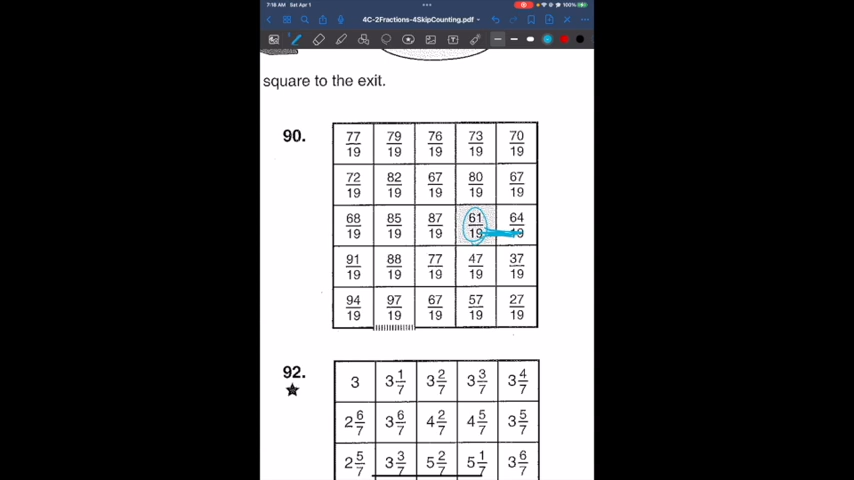 7:16 AM Sat Apr 1
100%
4C-2Fractions-4SkipCounting.pdf
square to the exit.
90.
77/19 79/19 76/19 73/19 70/19
72/19 82/19 67/19 80/19 67/19
68/19 85/19 87/19 61/19 64/19
91/19 88/19 77/19 47/19 37/19
94/19 97/19 67/19 57/19 27/19
92.
3 3 1/7 3 2/7 3 3/7 3 4/7
2 6/7 3 6/7 4 2/7 4 5/7 3 5/7
2 5/7 3 3/7 5 2/7 5 1/7 3 6/7